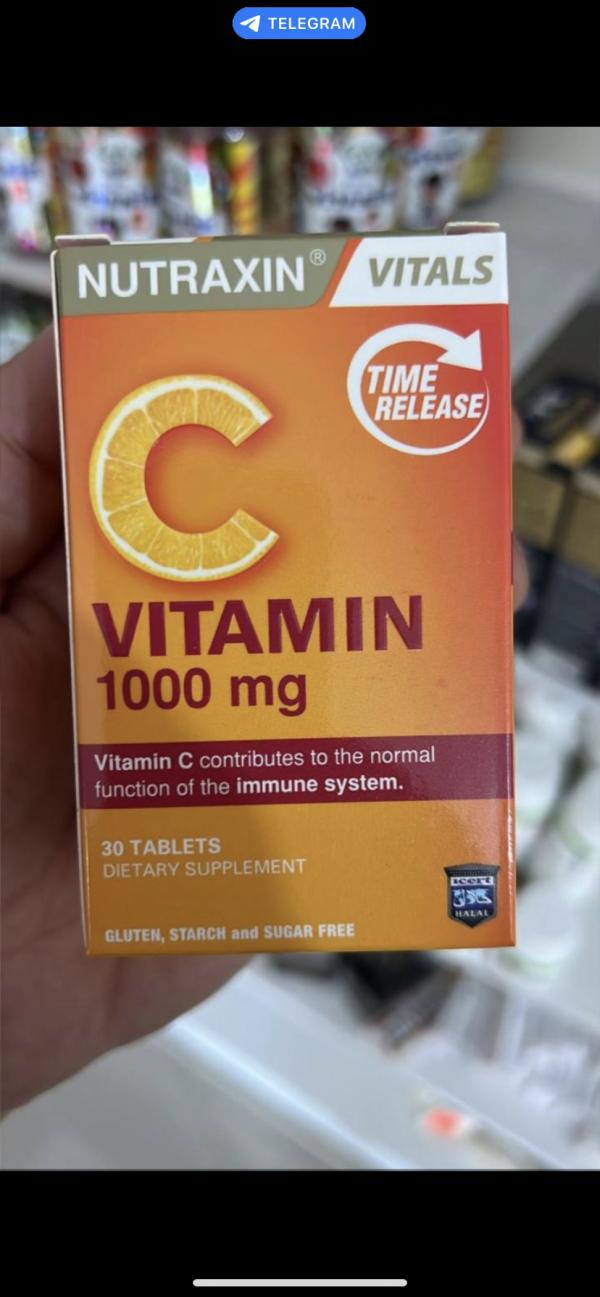 TELEGRAM
NUTRAXIN® VITALS
TIME
RELEASE
C
VITAMIN
1000 mg
Vitamin C contributes to the normal
function of the immune system.
30 TABLETS
DIETARY SUPPLEMENT
icert
HALAL
GLUTEN, STARCH and SUGAR FREE